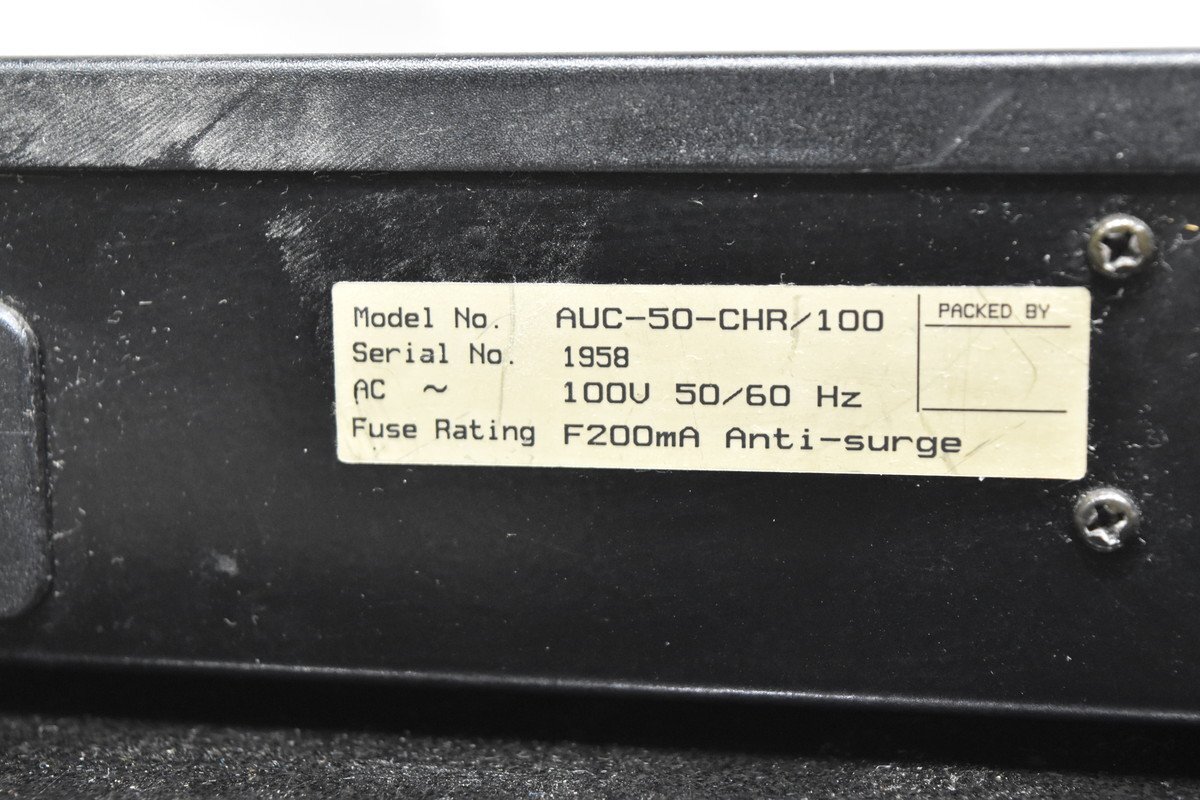 Model No. AUC-50-CHR/100
PACKED BY
Serial No. 1958
AC ~ 100V 50/60 Hz
Fuse Rating F200mA Anti-surge